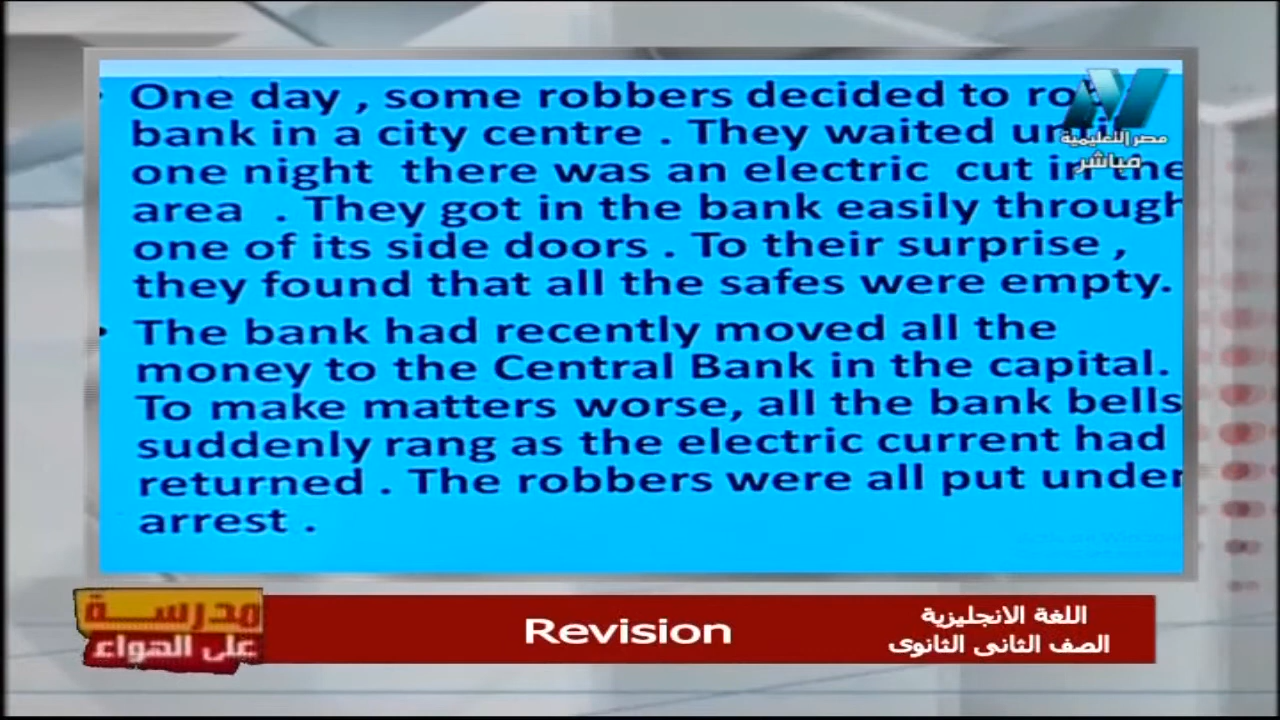 One day , some robbers decided to
bank in a city centre . They waited
one night there was an electric cut in the
area . They got in the bank easily through
one of its side doors . To their surprise ,
they found that all the safes were empty.
The bank had recently moved all the
money to the Central Bank in the capital.
To make matters worse, all the bank bells
suddenly rang as the electric current had
returned . The robbers were all put under
arrest .
مصر التعليمية
مباشر
مدرسة
على الهواء
Revision
اللغة الانجليزية
الصف الثانى الثانوى